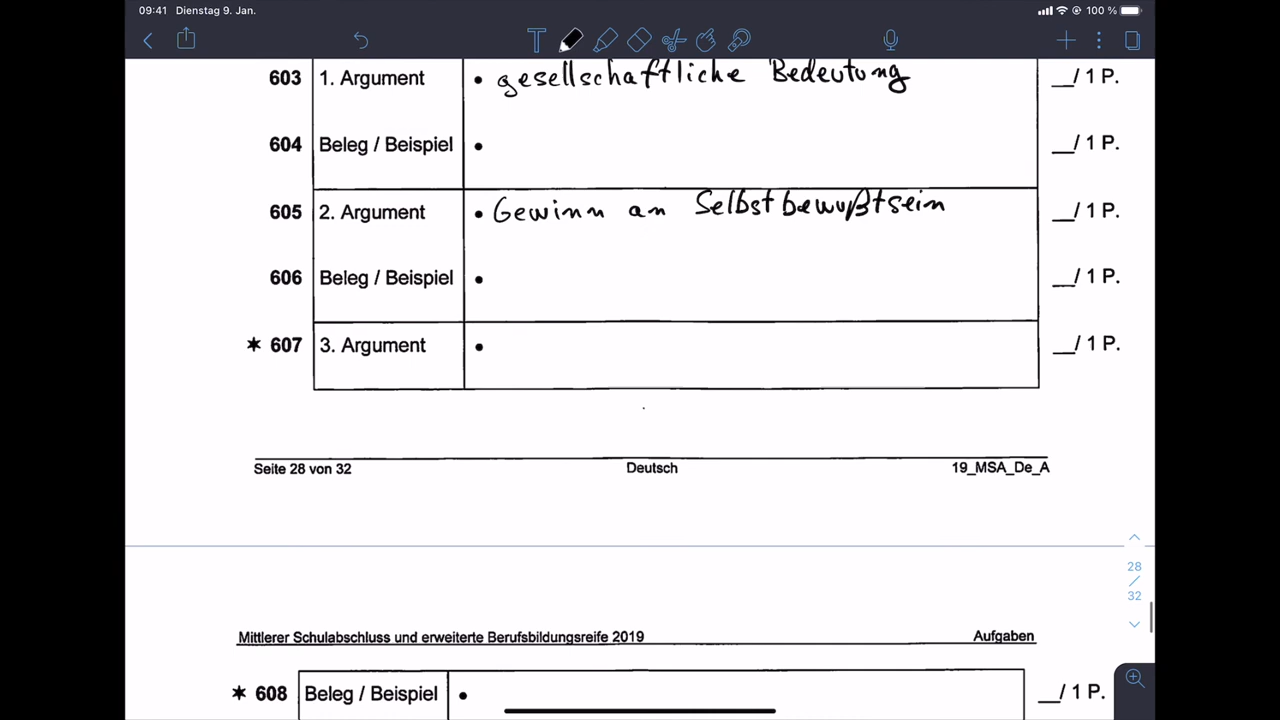 09:41 Dienstag 9. Jan. 100 %
603 1. Argument • gesellschaftliche Bedeutung __/ 1 P.
604 Beleg / Beispiel • __/ 1 P.
605 2. Argument • Gewinn an Selbstbewußtsein __/ 1 P.
606 Beleg / Beispiel • __/ 1 P.
* 607 3. Argument • __/ 1 P.
Seite 28 von 32 Deutsch 19_MSA_De_A
28
/
32
Mittlerer Schulabschluss und erweiterte Berufsbildungsreife 2019 Aufgaben
* 608 Beleg / Beispiel • __/ 1 P.